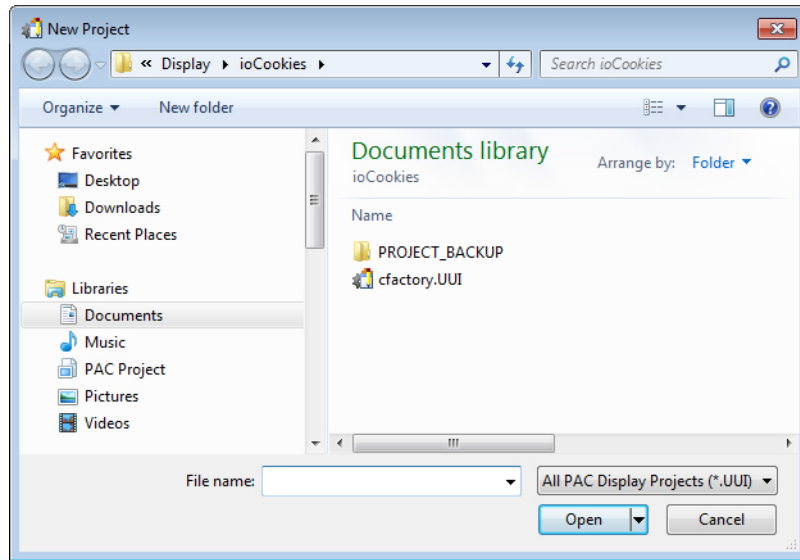 New Project
« Display ▸ ioCookies ▸
Search ioCookies
Organize
New folder
Favorites
Desktop
Downloads
Recent Places
Libraries
Documents
Music
PAC Project
Pictures
Videos
Documents library
ioCookies
Arrange by: Folder
Name
PROJECT_BACKUP
cfactory.UUI
File name:
All PAC Display Projects (*.UUI)
Open
Cancel